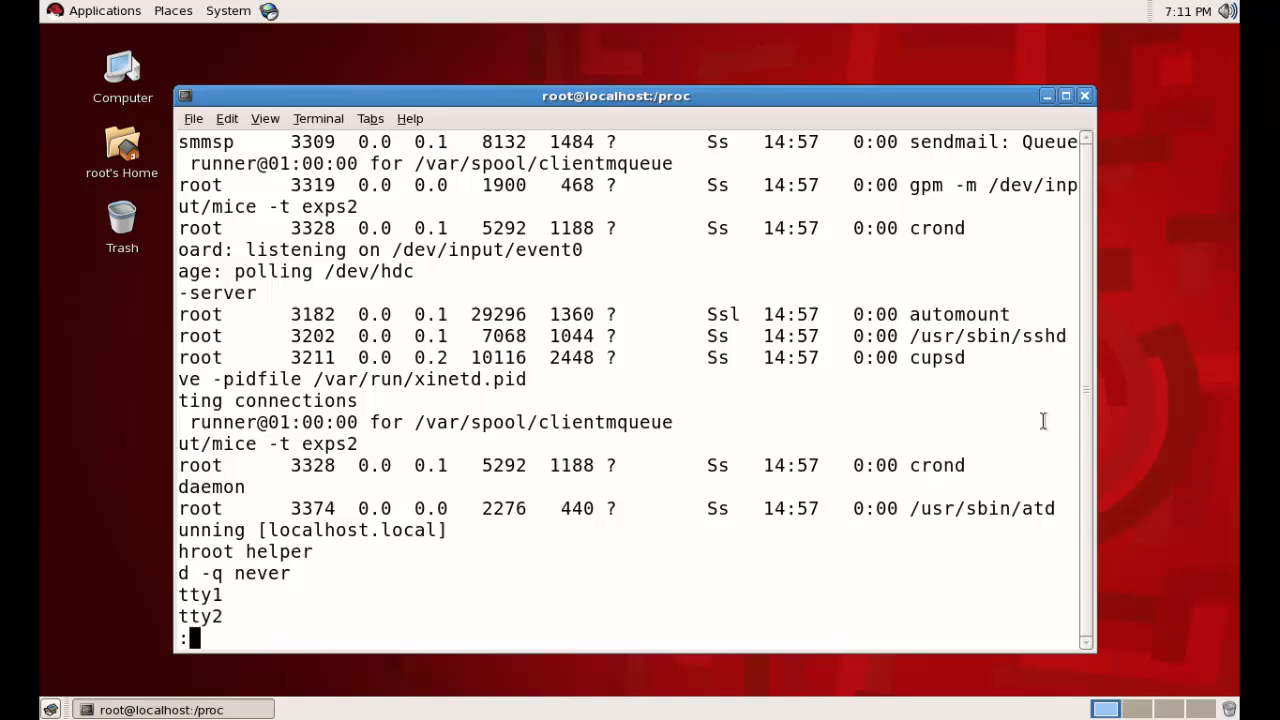 Applications Places System 7:11 PM
Computer
root's Home
Trash
root@localhost:/proc
File Edit View Terminal Tabs Help
smmsp 3309 0.0 0.1 8132 1484 ? Ss 14:57 0:00 sendmail: Queue
runner@01:00:00 for /var/spool/clientmqueue
root 3319 0.0 0.0 1900 468 ? Ss 14:57 0:00 gpm -m /dev/inp
ut/mice -t exps2
root 3328 0.0 0.1 5292 1188 ? Ss 14:57 0:00 crond
oard: listening on /dev/input/event0
age: polling /dev/hdc
-server
root 3182 0.0 0.1 29296 1360 ? Ssl 14:57 0:00 automount
root 3202 0.0 0.1 7068 1044 ? Ss 14:57 0:00 /usr/sbin/sshd
root 3211 0.0 0.2 10116 2448 ? Ss 14:57 0:00 cupsd
ve -pidfile /var/run/xinetd.pid
ting connections
runner@01:00:00 for /var/spool/clientmqueue
ut/mice -t exps2
root 3328 0.0 0.1 5292 1188 ? Ss 14:57 0:00 crond
daemon
root 3374 0.0 0.0 2276 440 ? Ss 14:57 0:00 /usr/sbin/atd
unning [localhost.local]
hroot helper
d -q never
tty1
tty2
:
root@localhost:/proc